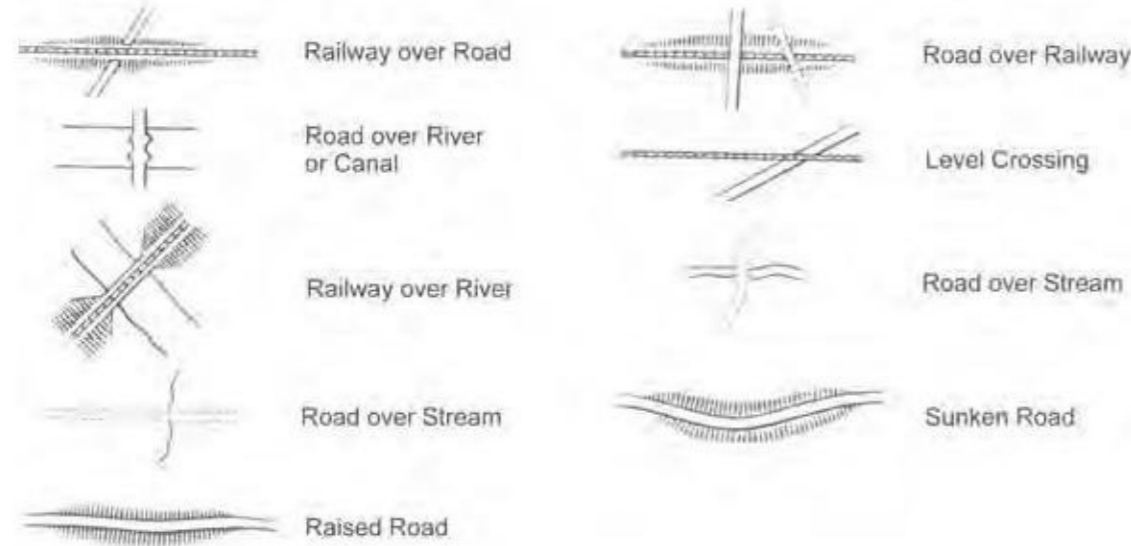 Railway over Road
Road over Railway
Road over River
or Canal
Level Crossing
Railway over River
Road over Stream
Road over Stream
Sunken Road
Raised Road